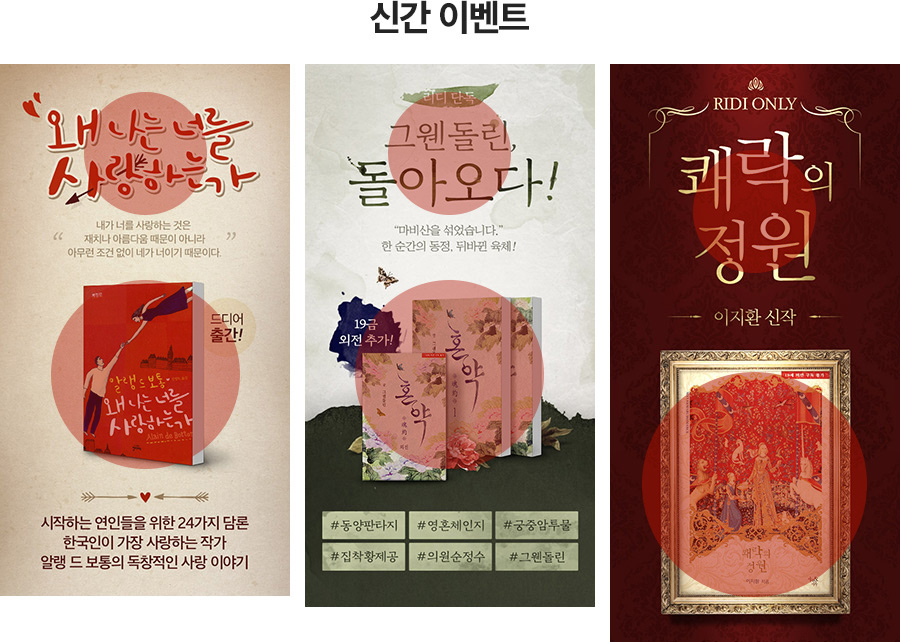 신간 이벤트
왜 나는 너를
사랑하는가
내가 너를 사랑하는 것은
“ 재치나 아름다움 때문이 아니라 ”
아무런 조건 없이 네가 너이기 때문이다.
드디어
출간!
알랭 드 보통
왜 나는 너를
사랑하는가
Alain de Botton
시작하는 연인들을 위한 24가지 담론
한국인이 가장 사랑하는 작가
알랭 드 보통의 독창적인 사랑 이야기
리디 단독
그웬돌린,
돌아오다!
“마비산을 섞었습니다.”
한 순간의 동정, 뒤바뀐 육체!
19금
외전 추가!
혼약
1
혼약
외전
#동양판타지 #영혼체인지 #궁중암투물
#집착황제공 #의원순정수 #그웬돌린
RIDI ONLY
쾌락의
정원
이지환 신작
쾌락의
정원
이지환 지음